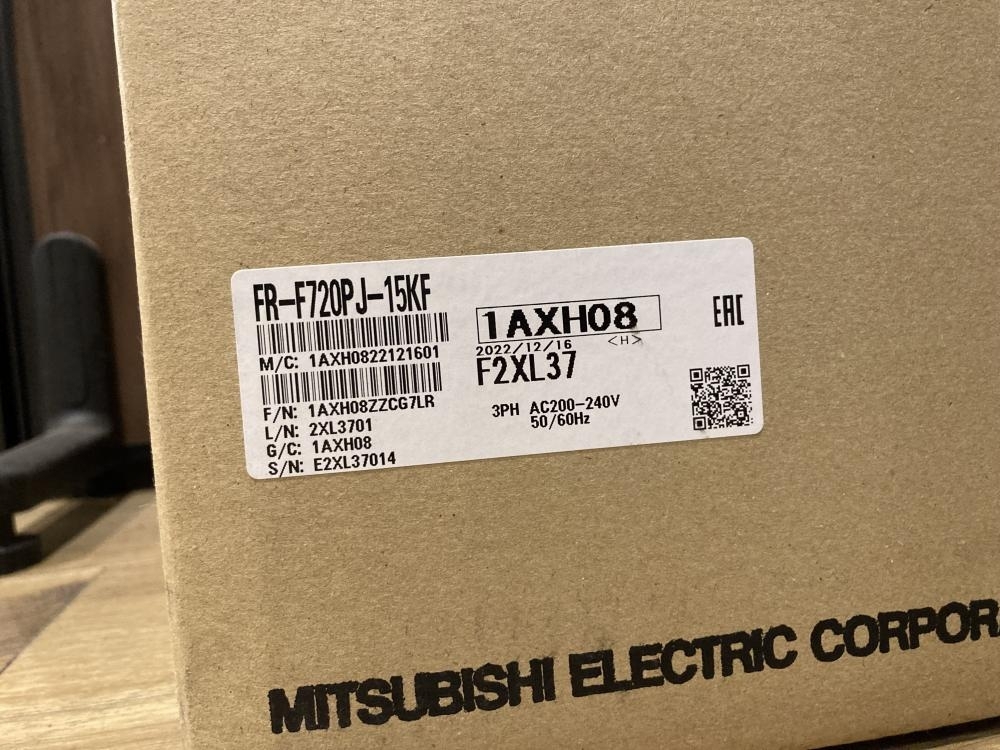 FR-F720PJ-15KF
M/C: 1AXH0822121601
F/N: 1AXH08ZZCG7LR
L/N: 2XL3701
G/C: 1AXH08
S/N: E2XL37014
1AXH08
2022/12/16 <H>
F2XL37
3PH AC200-240V
50/60Hz
EAC
MITSUBISHI ELECTRIC CORPOR